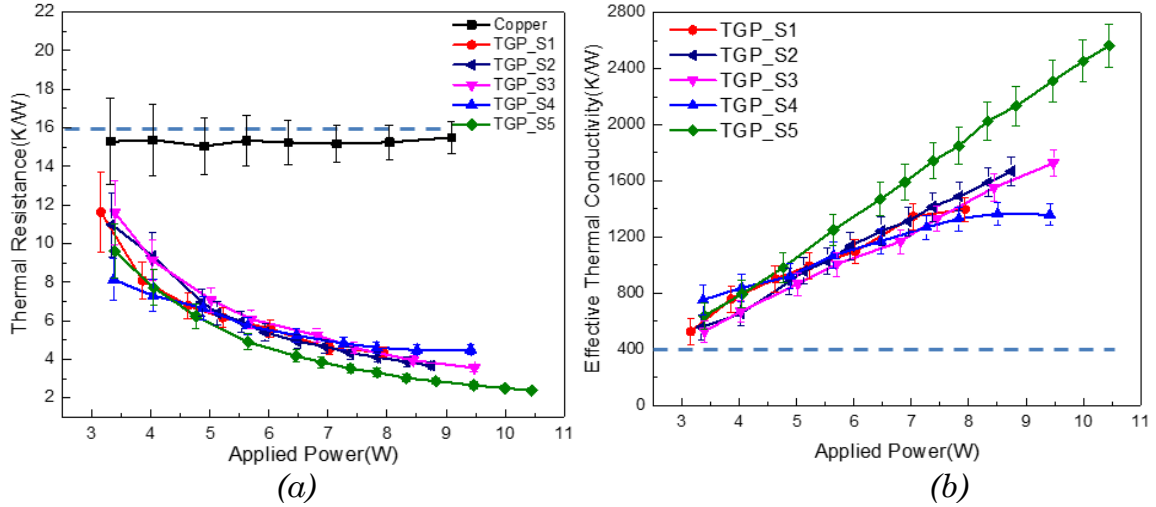 22
20
18
16
14
12
10
8
6
4
2
Thermal Resistance(K/W)
Copper
TGP_S1
TGP_S2
TGP_S3
TGP_S4
TGP_S5
3 4 5 6 7 8 9 10 11
Applied Power(W)
(a)
2800
2400
2000
1600
1200
800
400
0
Effective Thermal Conductivity(K/W)
TGP_S1
TGP_S2
TGP_S3
TGP_S4
TGP_S5
3 4 5 6 7 8 9 10 11
Applied Power(W)
(b)